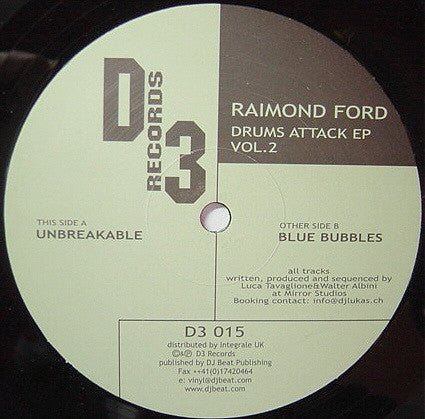 D3
RECORDS
RAIMOND FORD
DRUMS ATTACK EP
VOL.2
THIS SIDE A
UNBREAKABLE
OTHER SIDE B
BLUE BUBBLES
all tracks
written, produced and sequenced by
Luca Tavaglione&Walter Albini
at Mirror Studios
Booking contact: info@djlukas.ch
D3 015
distributed by Integrale UK
©&℗ D3 Records
published by DJ Beat Publishing
Fax ++41(0)17420464
e: vinyl@djbeat.com
www.djbeat.com